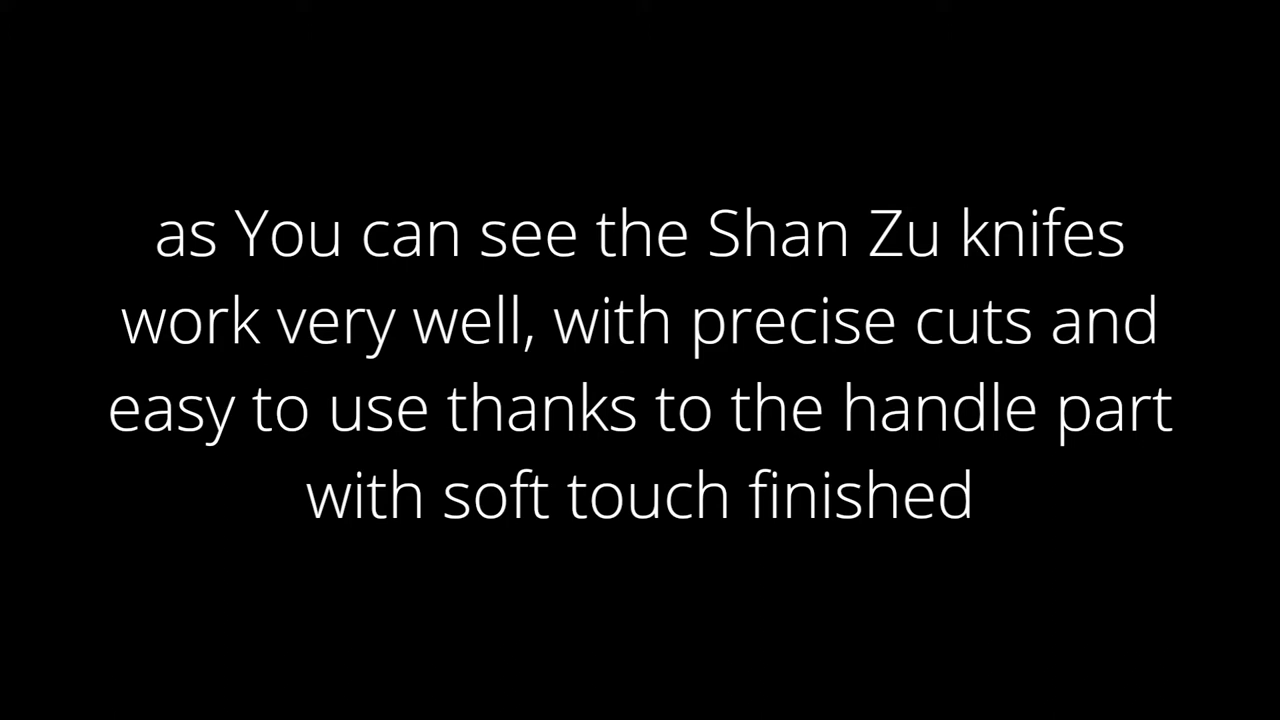 as You can see the Shan Zu knifes
work very well, with precise cuts and
easy to use thanks to the handle part
with soft touch finished